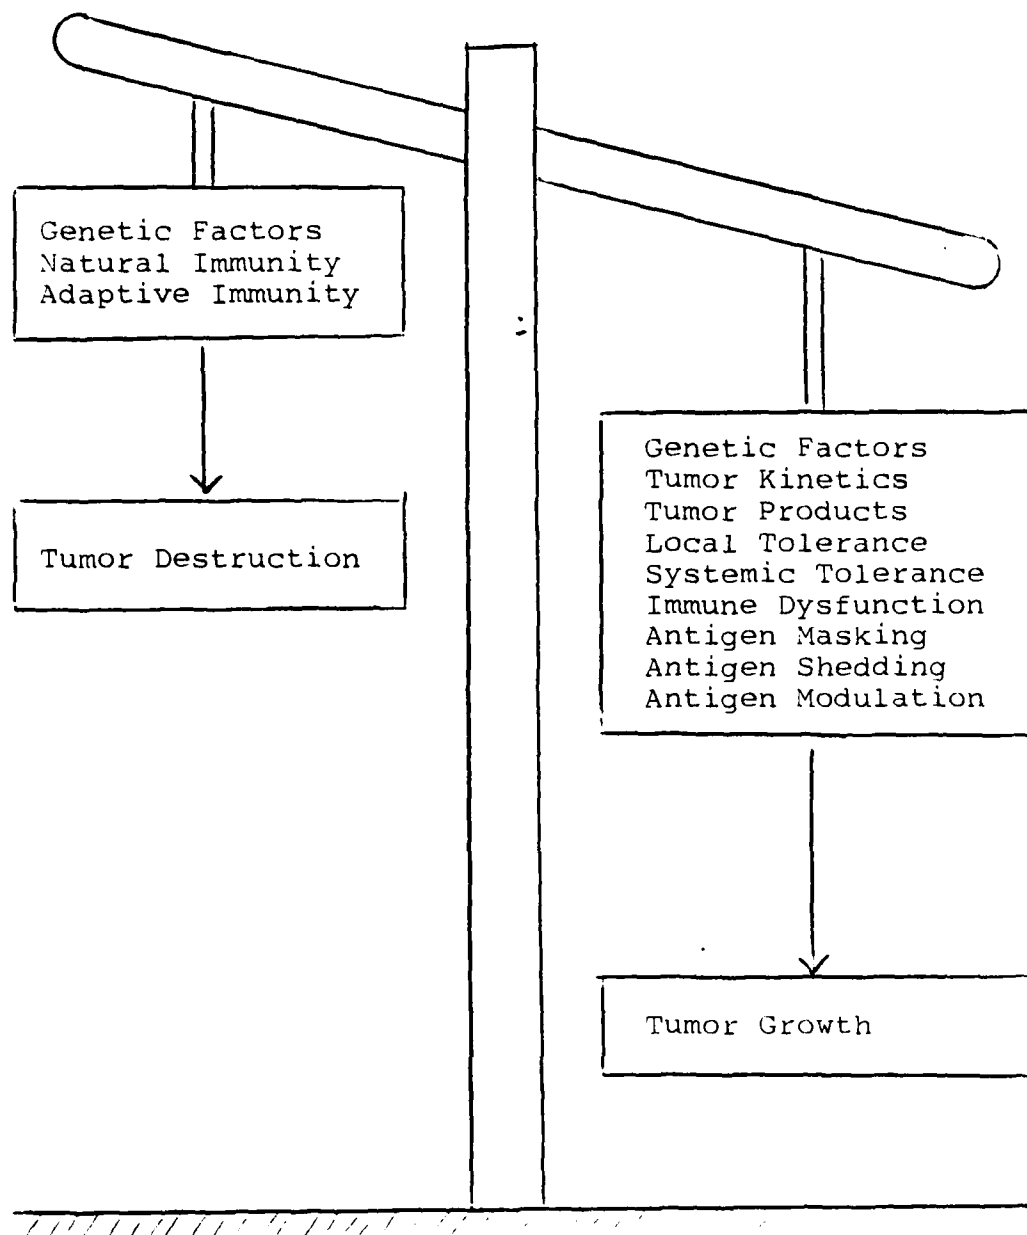 Genetic Factors
Natural Immunity
Adaptive Immunity
Tumor Destruction
Genetic Factors
Tumor Kinetics
Tumor Products
Local Tolerance
Systemic Tolerance
Immune Dysfunction
Antigen Masking
Antigen Shedding
Antigen Modulation
Tumor Growth